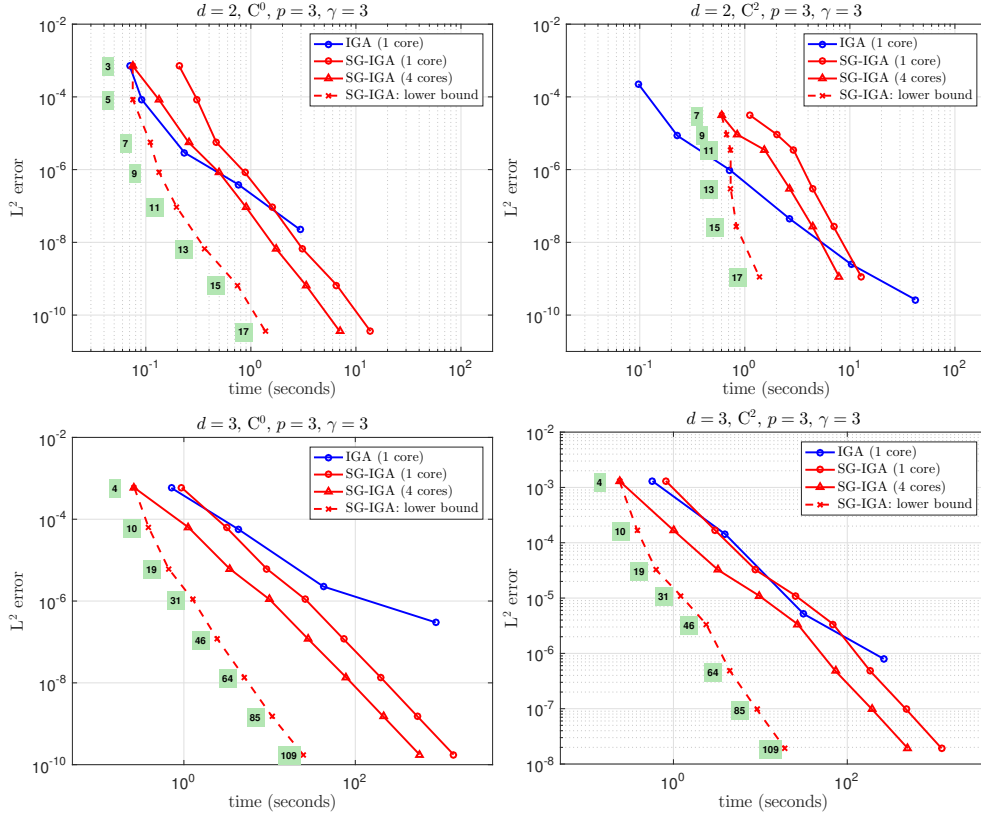 d = 2, C⁰, p = 3, γ = 3
10⁻²
10⁻⁴
10⁻⁶
10⁻⁸
10⁻¹⁰
L² error
IGA (1 core)
SG-IGA (1 core)
SG-IGA (4 cores)
SG-IGA: lower bound
3
5
7
9
11
13
15
17
10⁻¹
10⁰
10¹
10²
time (seconds)
d = 2, C², p = 3, γ = 3
10⁻²
10⁻⁴
10⁻⁶
10⁻⁸
10⁻¹⁰
L² error
IGA (1 core)
SG-IGA (1 core)
SG-IGA (4 cores)
SG-IGA: lower bound
7
9
11
13
15
17
10⁻¹
10⁰
10¹
10²
time (seconds)
d = 3, C⁰, p = 3, γ = 3
10⁻²
10⁻⁴
10⁻⁶
10⁻⁸
10⁻¹⁰
L² error
IGA (1 core)
SG-IGA (1 core)
SG-IGA (4 cores)
SG-IGA: lower bound
4
10
19
31
46
64
85
109
10⁰
10²
time (seconds)
d = 3, C², p = 3, γ = 3
10⁻²
10⁻³
10⁻⁴
10⁻⁵
10⁻⁶
10⁻⁷
10⁻⁸
L² error
IGA (1 core)
SG-IGA (1 core)
SG-IGA (4 cores)
SG-IGA: lower bound
4
10
19
31
46
64
85
109
10⁰
10²
time (seconds)